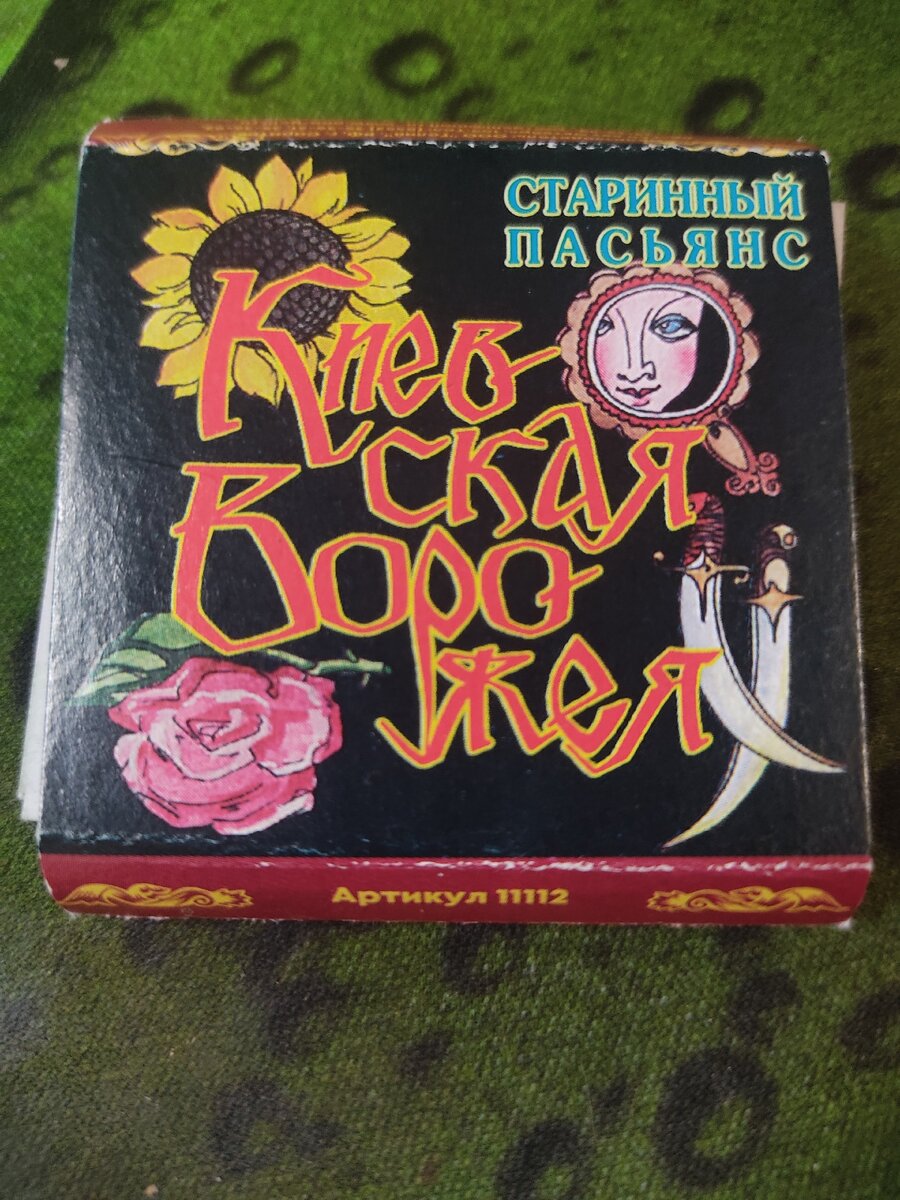 СТАРИННЫЙ
ПАСЬЯНС
Киев
ская
Воро
жея
Артикул 11112